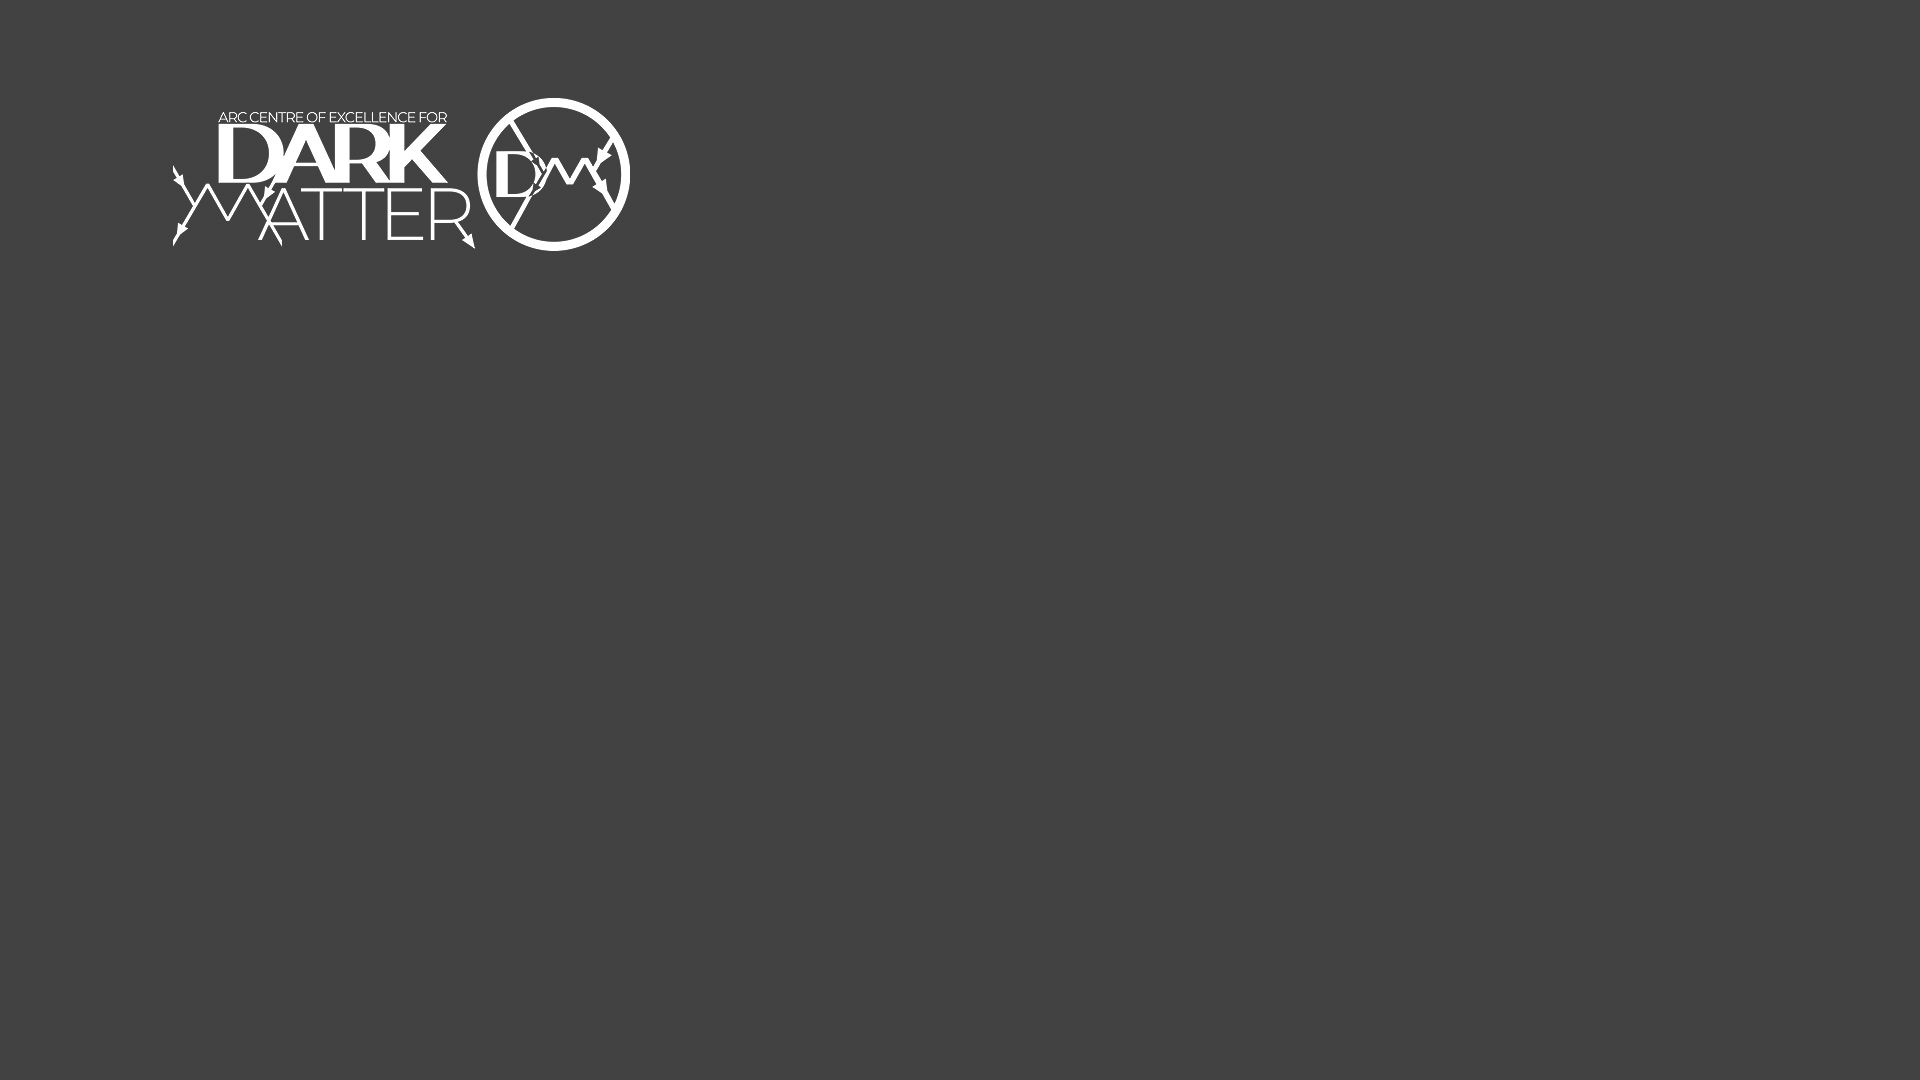 ARC CENTRE OF EXCELLENCE FOR
DARK
MATTER
DM